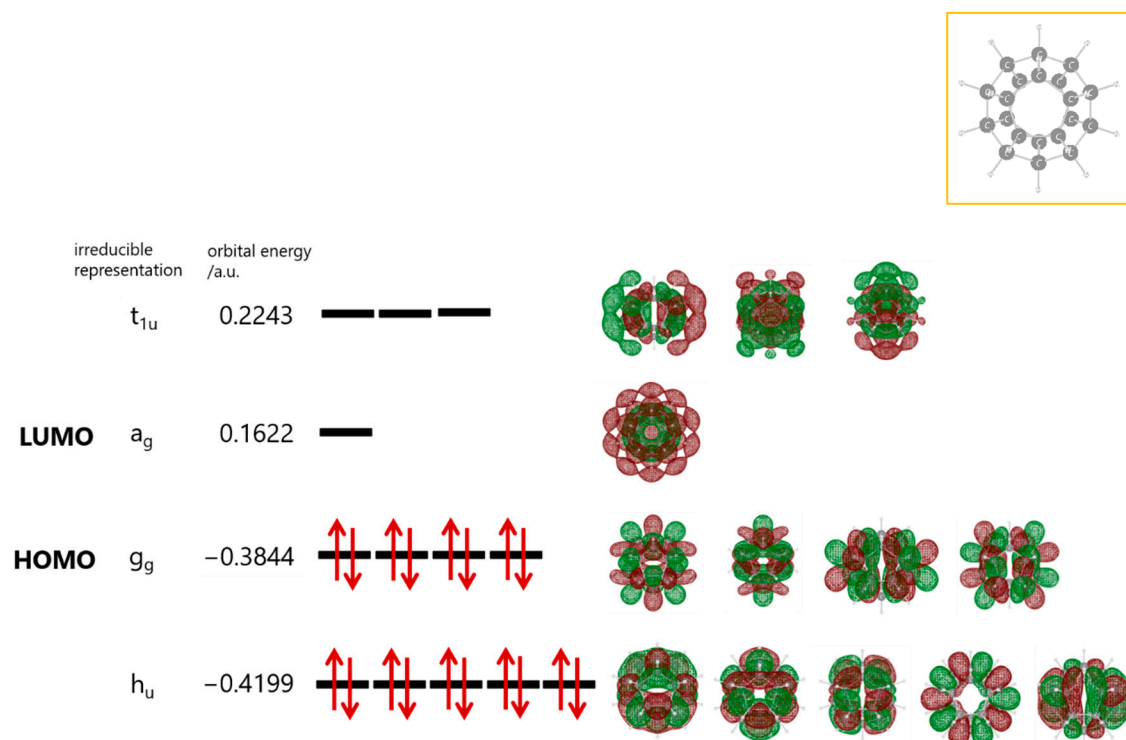 irreducible representation
orbital energy /a.u.
t1u 0.2243
LUMO ag 0.1622
HOMO gg −0.3844
hu −0.4199